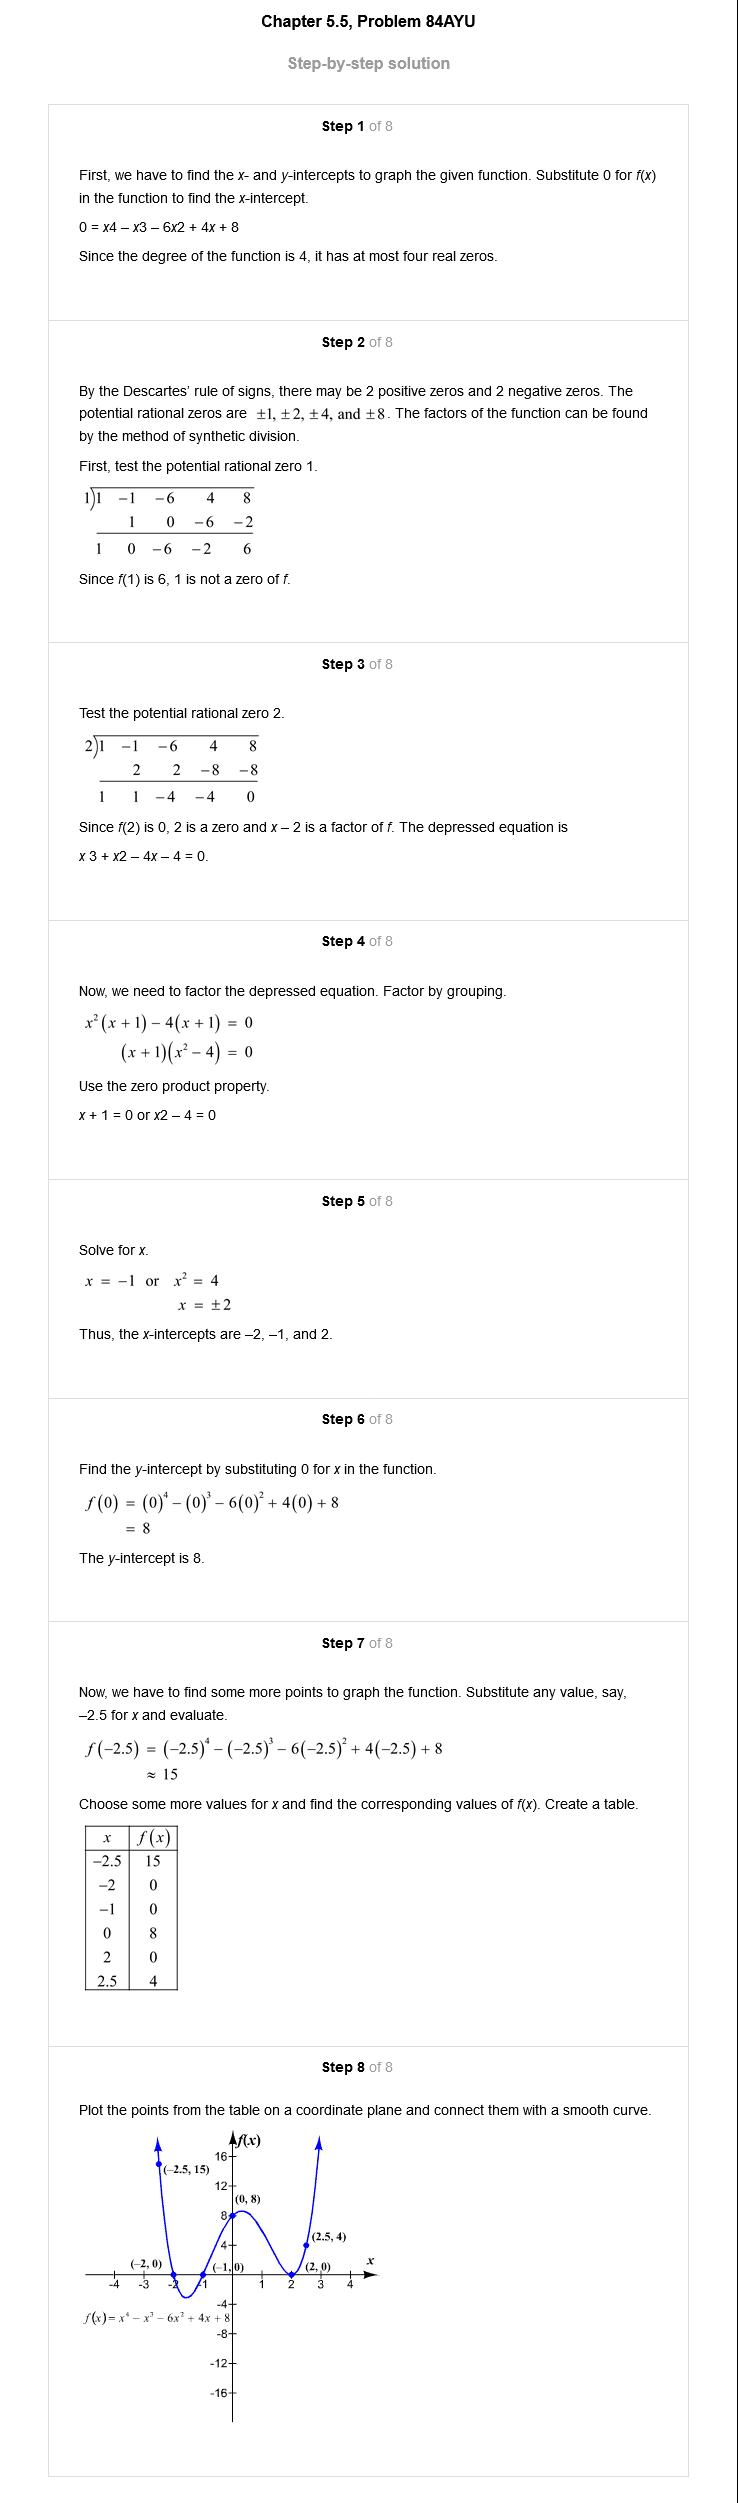 Chapter 5.5, Problem 84AYU
Step-by-step solution
Step 1 of 8
First, we have to find the x- and y-intercepts to graph the given function. Substitute 0 for f(x)
in the function to find the x-intercept.
0 = x4 – x3 – 6x2 + 4x + 8
Since the degree of the function is 4, it has at most four real zeros.
Step 2 of 8
By the Descartes' rule of signs, there may be 2 positive zeros and 2 negative zeros. The
potential rational zeros are ±1, ±2, ±4, and ±8. The factors of the function can be found
by the method of synthetic division.
First, test the potential rational zero 1.
1)1 −1 −6 4 8
1 0 −6 −2
1 0 −6 −2 6
Since f(1) is 6, 1 is not a zero of f.
Step 3 of 8
Test the potential rational zero 2.
2)1 −1 −6 4 8
2 2 −8 −8
1 1 −4 −4 0
Since f(2) is 0, 2 is a zero and x – 2 is a factor of f. The depressed equation is
x 3 + x2 – 4x – 4 = 0.
Step 4 of 8
Now, we need to factor the depressed equation. Factor by grouping.
x²(x + 1) − 4(x + 1) = 0
(x + 1)(x² − 4) = 0
Use the zero product property.
x + 1 = 0 or x2 – 4 = 0
Step 5 of 8
Solve for x.
x = −1 or x² = 4
x = ±2
Thus, the x-intercepts are –2, –1, and 2.
Step 6 of 8
Find the y-intercept by substituting 0 for x in the function.
f(0) = (0)⁴ − (0)³ − 6(0)² + 4(0) + 8
= 8
The y-intercept is 8.
Step 7 of 8
Now, we have to find some more points to graph the function. Substitute any value, say,
–2.5 for x and evaluate.
f(−2.5) = (−2.5)⁴ − (−2.5)³ − 6(−2.5)² + 4(−2.5) + 8
≈ 15
Choose some more values for x and find the corresponding values of f(x). Create a table.
x f(x)
−2.5 15
−2 0
−1 0
0 8
2 0
2.5 4
Step 8 of 8
Plot the points from the table on a coordinate plane and connect them with a smooth curve.
f(x)
16
(−2.5, 15)
12
(0, 8)
8
(2.5, 4)
4
x
(−2, 0) (−1, 0) (2, 0)
-4 -3 -2 -1 1 2 3 4
-4
f(x) = x⁴ − x³ − 6x² + 4x + 8
-8
-12
-16